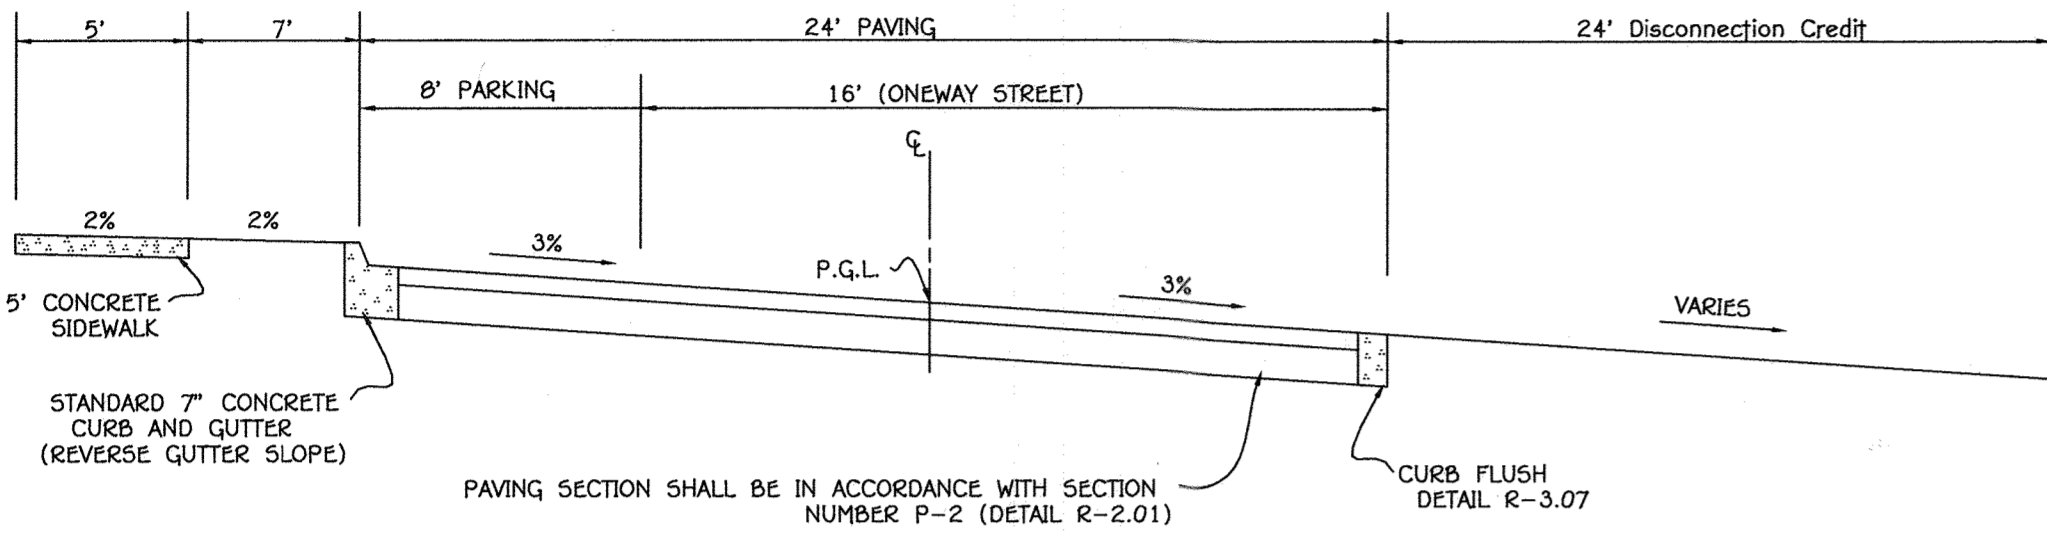 5' 7' 24' PAVING 24' Disconnection Credit
8' PARKING 16' (ONEWAY STREET)
℄
2% 2%
3%
P.G.L.
3%
5' CONCRETE
SIDEWALK
VARIES
STANDARD 7" CONCRETE
CURB AND GUTTER
(REVERSE GUTTER SLOPE)
PAVING SECTION SHALL BE IN ACCORDANCE WITH SECTION
NUMBER P-2 (DETAIL R-2.01)
CURB FLUSH
DETAIL R-3.07